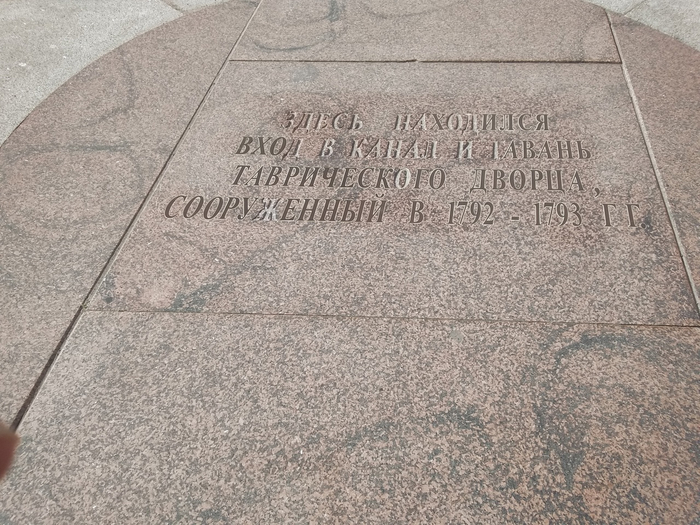 ЗДЕСЬ НАХОДИЛСЯ
ВХОД В КАНАЛ И ГАВАНЬ
ТАВРИЧЕСКОГО ДВОРЦА,
СООРУЖЕННЫЙ В 1792 - 1793 Г Г.